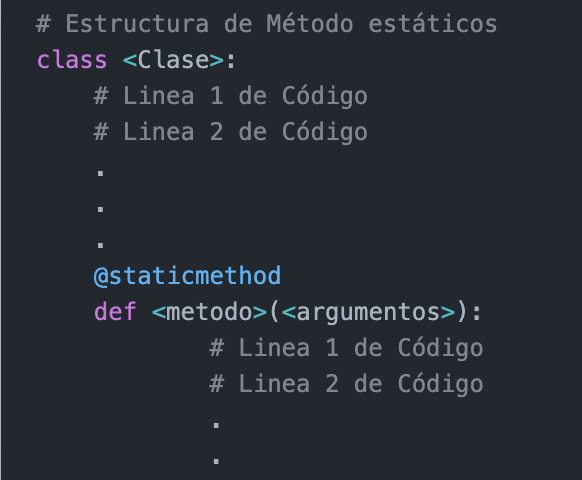 # Estructura de Método estáticos
class <Clase>:
# Linea 1 de Código
# Linea 2 de Código
.
.
.
@staticmethod
def <metodo>(<argumentos>):
# Linea 1 de Código
# Linea 2 de Código
.
.